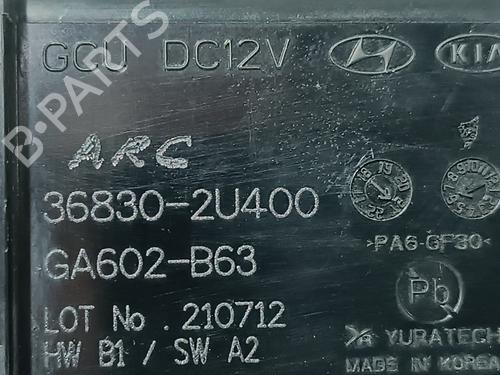 GCU DC12V KIA
ARC
36830-2U400
GA602-B63
>PA6-GF30
Pb
LOT No . 210712
YURATECH
HW B1 / SW A2
MADE IN KOREA
B-PARTS